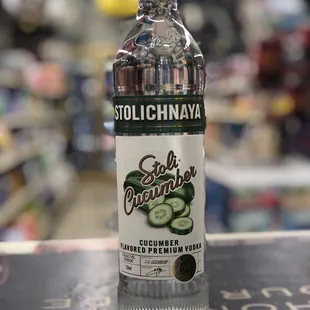 STOLICHNAYA
Stoli
Cucumber
CUCUMBER
FLAVORED PREMIUM VODKA